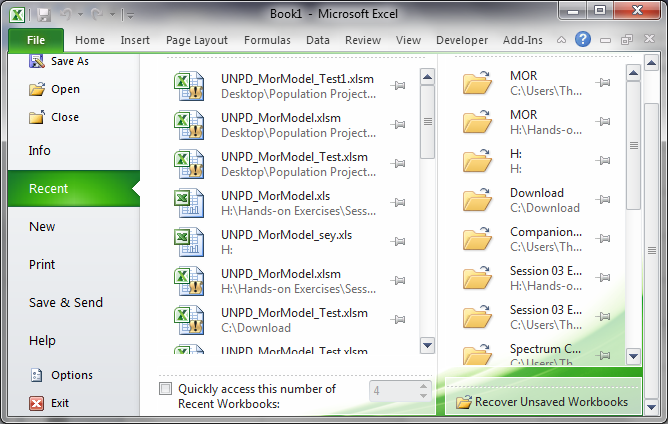 Book1 - Microsoft Excel
File Home Insert Page Layout Formulas Data Review View Developer Add-Ins
Save As
Open
Close
Info
Recent
New
Print
Save & Send
Help
Options
Exit
UNPD_MorModel_Test1.xlsm
Desktop\Population Project...
UNPD_MorModel.xlsm
Desktop\Population Project...
UNPD_MorModel_Test.xlsm
Desktop\Population Project...
UNPD_MorModel.xls
H:\Hands-on Exercises\Sess...
UNPD_MorModel_sey.xls
H:
UNPD_MorModel.xlsm
H:\Hands-on Exercises\Sess...
UNPD_MorModel_Test.xlsm
C:\Download
UNPD_MorModel_Test.xlsm
Quickly access this number of
Recent Workbooks:
4
MOR
C:\Users\Th...
MOR
H:\Hands-o...
H:
H:
Download
C:\Download
Companion...
C:\Users\Th...
Session 03 E...
H:\Hands-o...
Session 03 E...
C:\Users\Th...
Spectrum C...
C:\Users\Th...
Recover Unsaved Workbooks